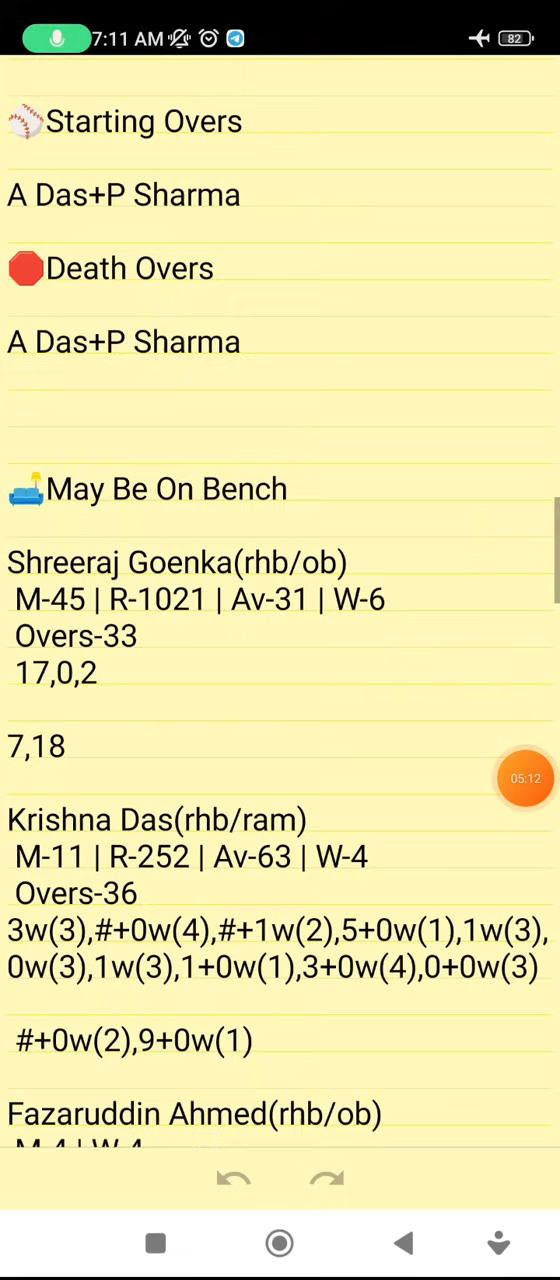 7:11 AM
82
⚾Starting Overs
A Das+P Sharma
🛑Death Overs
A Das+P Sharma
🛋️May Be On Bench
Shreeraj Goenka(rhb/ob)
M-45 | R-1021 | Av-31 | W-6
Overs-33
17,0,2
7,18
05:12
Krishna Das(rhb/ram)
M-11 | R-252 | Av-63 | W-4
Overs-36
3w(3),#+0w(4),#+1w(2),5+0w(1),1w(3),
0w(3),1w(3),1+0w(1),3+0w(4),0+0w(3)
#+0w(2),9+0w(1)
Fazaruddin Ahmed(rhb/ob)
M-4 | W-4